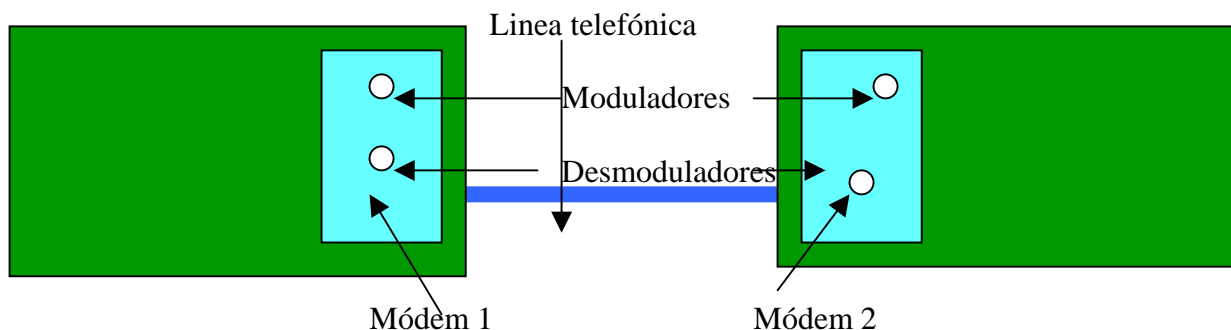 Linea telefónica
Moduladores
Desmoduladores
Módem 1
Módem 2